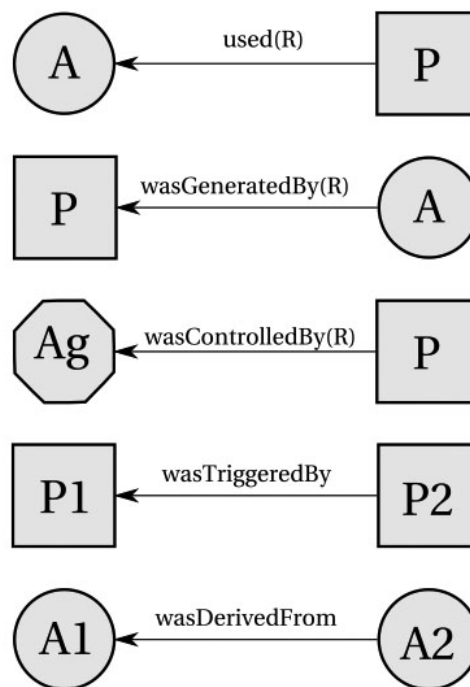 A used(R) P
P wasGeneratedBy(R) A
Ag wasControlledBy(R) P
P1 wasTriggeredBy P2
A1 wasDerivedFrom A2